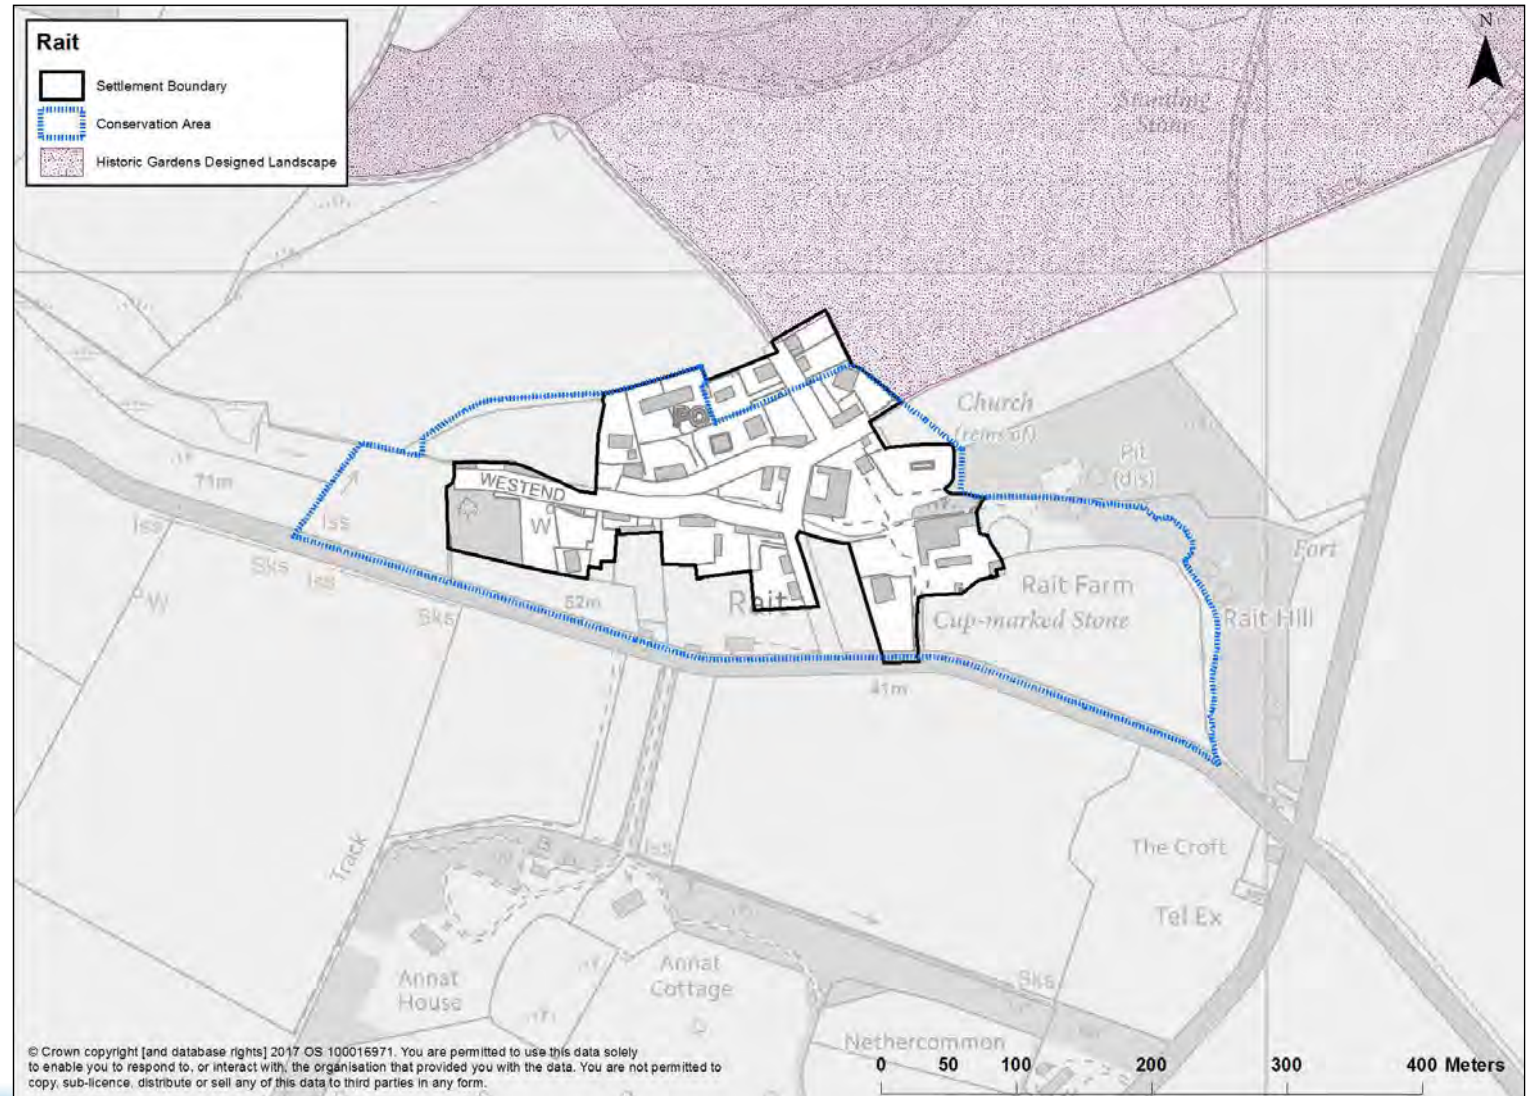 Rait
Settlement Boundary
Conservation Area
Historic Gardens Designed Landscape
N
Standing
Stone
Track
Church
(rems of)
Pit
(dis)
PO
WESTEND
W
71m
Iss
Iss
Sks
Iss
W
Sks
52m
Rait
Rait Farm
Cup-marked Stone
Fort
Rait Hill
41m
Track
Iss
The Croft
Tel Ex
Annat
House
Annat
Cottage
Sks
Nethercommon
© Crown copyright [and database rights] 2017 OS 100016971. You are permitted to use this data solely
to enable you to respond to, or interact with, the organisation that provided you with the data. You are not permitted to
copy, sub-licence, distribute or sell any of this data to third parties in any form.
0 50 100 200 300 400 Meters